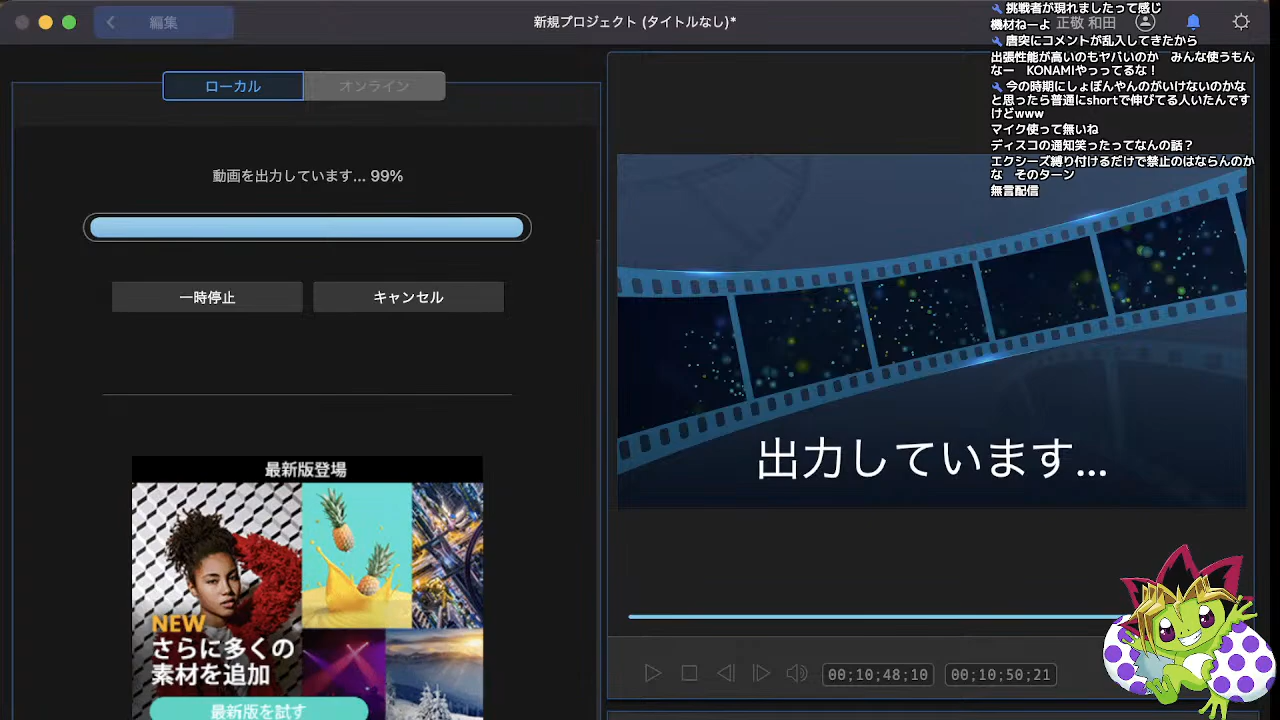 編集
新規プロジェクト (タイトルなし)*
正敬 和田
ローカル
オンライン
動画を出力しています... 99%
一時停止
キャンセル
最新版登場
NEW
さらに多くの
素材を追加
最新版を試す
出力しています...
00;10;48;10
00;10;50;21
挑戦者が現れましたって感じ
機材ねーよ
唐突にコメントが乱入してきたから
出張性能が高いのもヤバいのか　みんな使うもん
なー　KONAMIやっってるな！
今の時期にしょぼんやんのがいけないのかな
と思ったら普通にshortで伸びてる人いたんです
けどwww
マイク使って無いね
ディスコの通知笑ったってなんの話？
エクシーズ縛り付けるだけで禁止のはならんのか
な　そのターン
無言配信